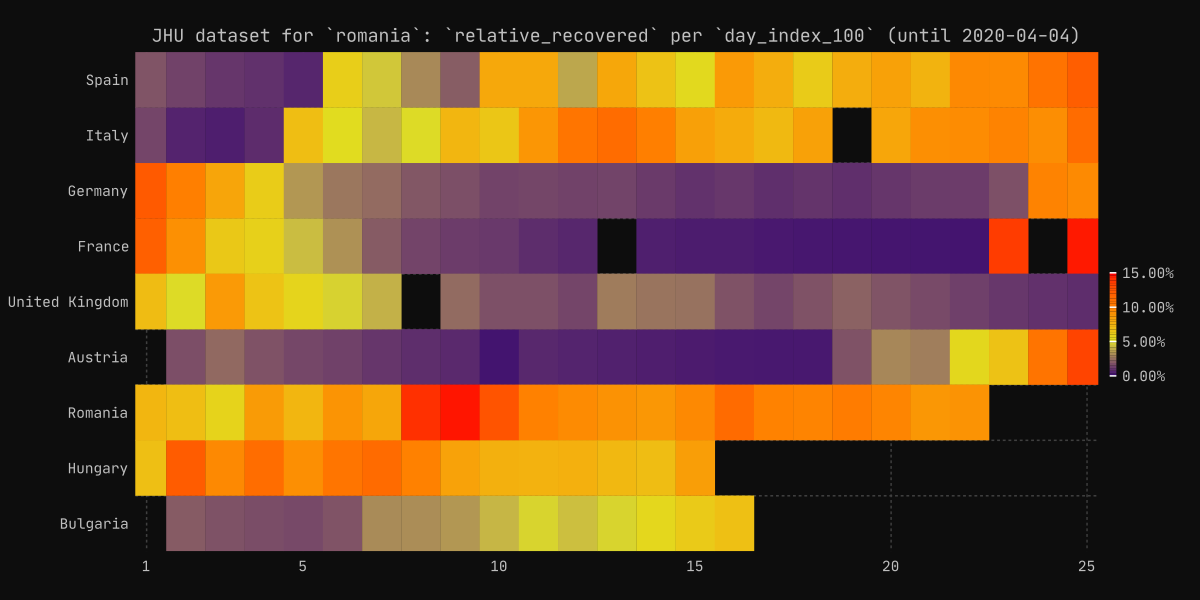 JHU dataset for `romania`: `relative_recovered` per `day_index_100` (until 2020-04-04)
Spain
Italy
Germany
France
United Kingdom
Austria
Romania
Hungary
Bulgaria
1 5 10 15 20 25
15.00%
10.00%
5.00%
0.00%